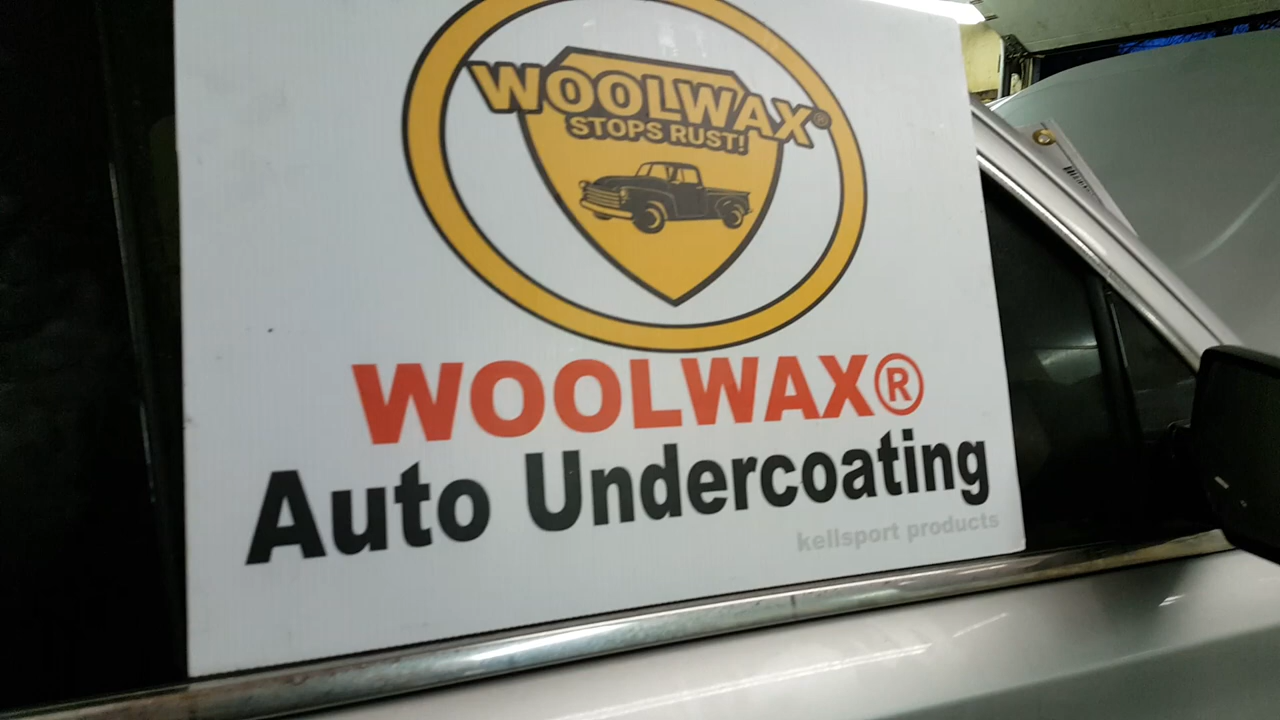 WOOLWAX®
STOPS RUST!
WOOLWAX®
Auto Undercoating
kellsport products